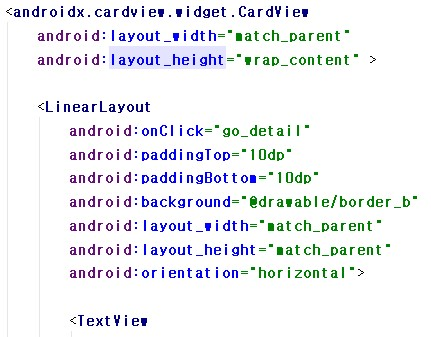 <androidx.cardview.widget.CardView
android:layout_width="match_parent"
android:layout_height="wrap_content" >
<LinearLayout
android:onClick="go_detail"
android:paddingTop="10dp"
android:paddingBottom="10dp"
android:background="@drawable/border_b"
android:layout_width="match_parent"
android:layout_height="match_parent"
android:orientation="horizontal">
<TextView